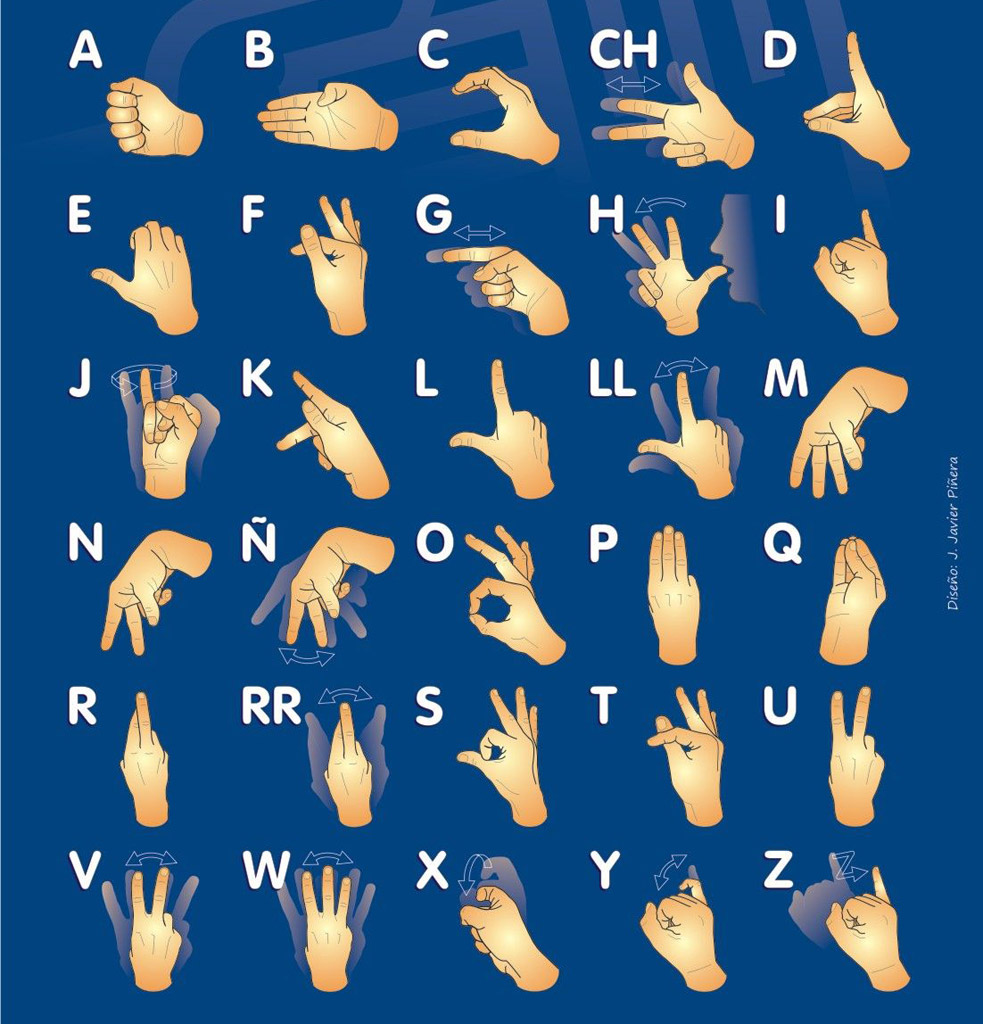 A B C CH D
E F G H I
J K L LL M
N Ñ O P Q
R RR S T U
V W X Y Z
Diseño: J. Javier Piñera